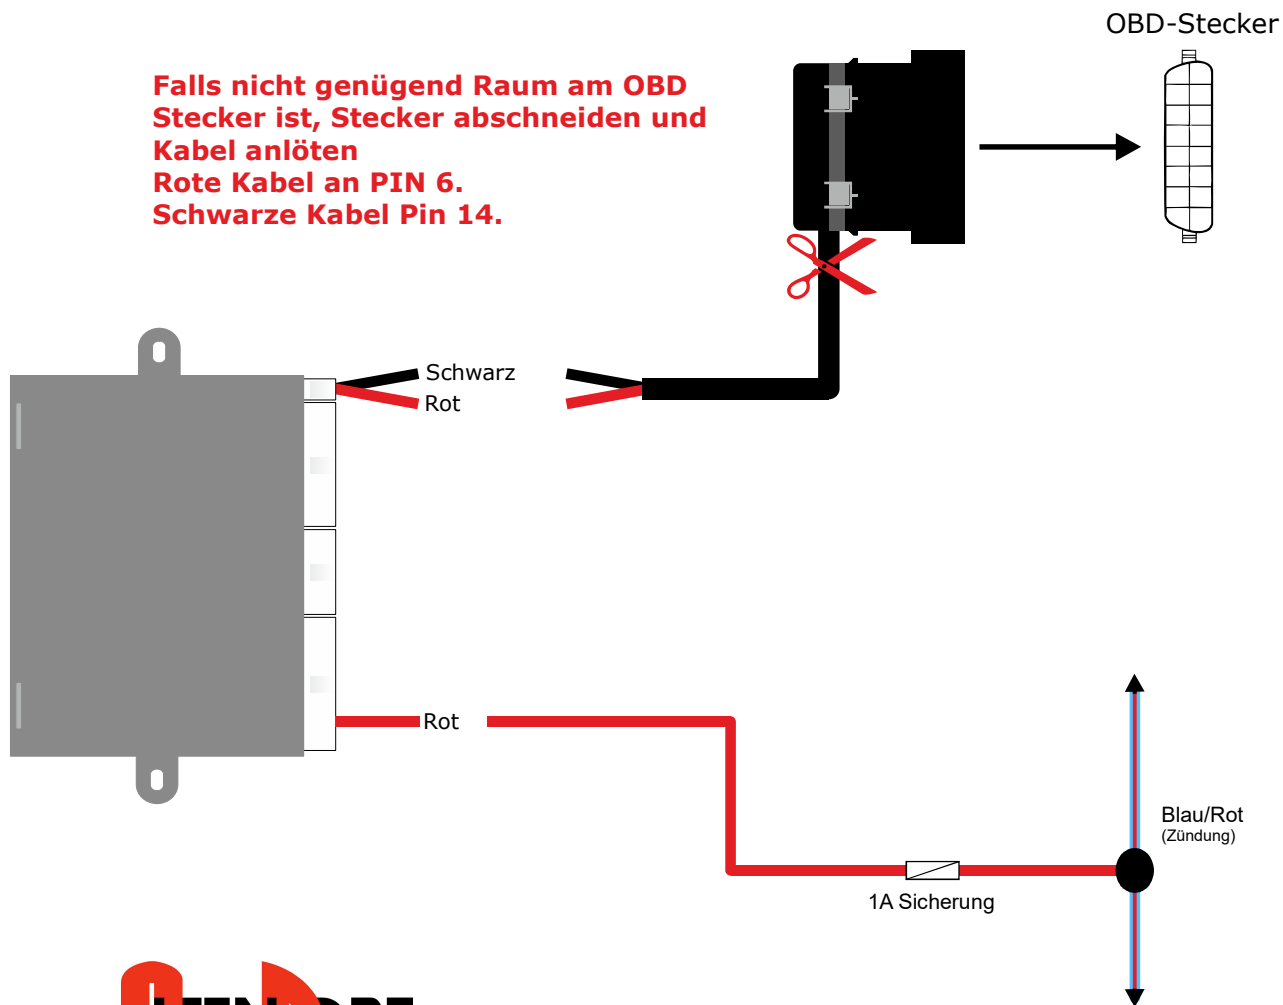 OBD-Stecker
Falls nicht genügend Raum am OBD
Stecker ist, Stecker abschneiden und
Kabel anlöten
Rote Kabel an PIN 6.
Schwarze Kabel Pin 14.
Schwarz
Rot
Rot
Blau/Rot
(Zündung)
1A Sicherung